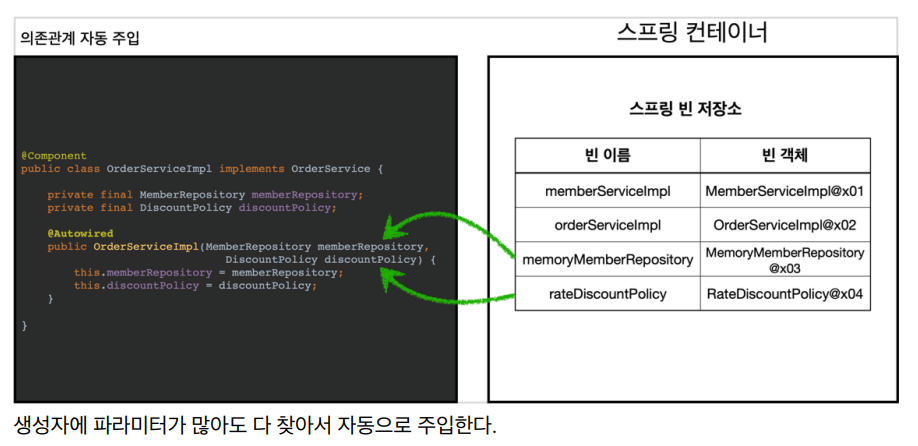 의존관계 자동 주입
@Component
public class OrderServiceImpl implements OrderService {
private final MemberRepository memberRepository;
private final DiscountPolicy discountPolicy;
@Autowired
public OrderServiceImpl(MemberRepository memberRepository,
DiscountPolicy discountPolicy) {
this.memberRepository = memberRepository;
this.discountPolicy = discountPolicy;
}
}
스프링 컨테이너
스프링 빈 저장소
빈 이름 빈 객체
memberServiceImpl MemberServiceImpl@x01
orderServiceImpl OrderServiceImpl@x02
memoryMemberRepository MemoryMemberRepository
@x03
rateDiscountPolicy RateDiscountPolicy@x04
생성자에 파라미터가 많아도 다 찾아서 자동으로 주입한다.